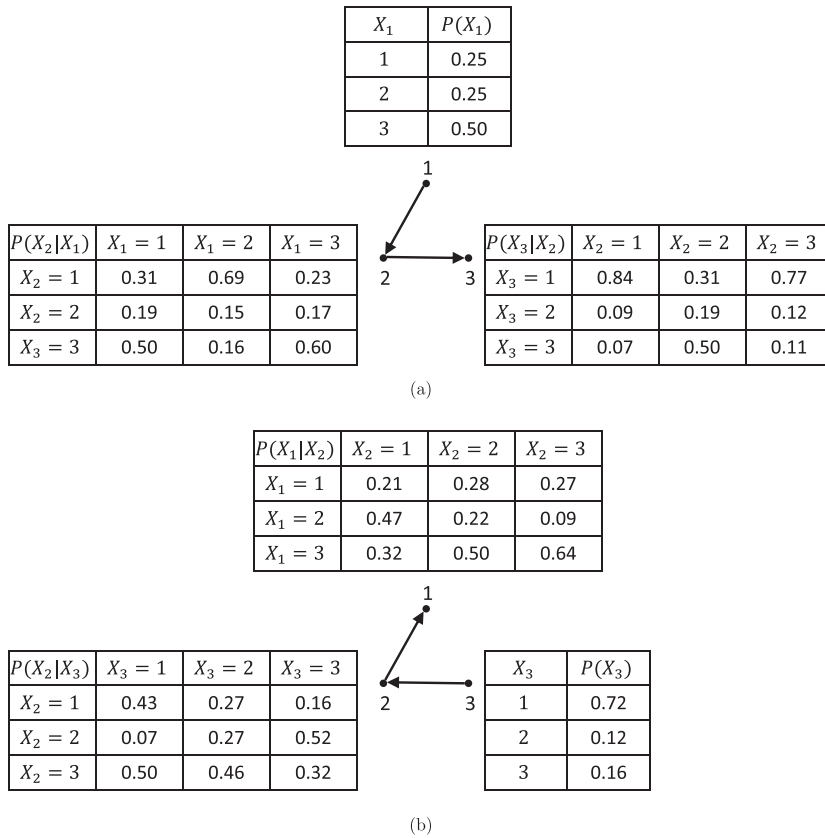 X₁ P(X₁)
1 0.25
2 0.25
3 0.50
1
2 3
P(X₂|X₁) X₁ = 1 X₁ = 2 X₁ = 3
X₂ = 1 0.31 0.69 0.23
X₂ = 2 0.19 0.15 0.17
X₃ = 3 0.50 0.16 0.60
P(X₃|X₂) X₂ = 1 X₂ = 2 X₂ = 3
X₃ = 1 0.84 0.31 0.77
X₃ = 2 0.09 0.19 0.12
X₃ = 3 0.07 0.50 0.11
(a)
P(X₁|X₂) X₂ = 1 X₂ = 2 X₂ = 3
X₁ = 1 0.21 0.28 0.27
X₁ = 2 0.47 0.22 0.09
X₁ = 3 0.32 0.50 0.64
1
2 3
P(X₂|X₃) X₃ = 1 X₃ = 2 X₃ = 3
X₂ = 1 0.43 0.27 0.16
X₂ = 2 0.07 0.27 0.52
X₂ = 3 0.50 0.46 0.32
X₃ P(X₃)
1 0.72
2 0.12
3 0.16
(b)